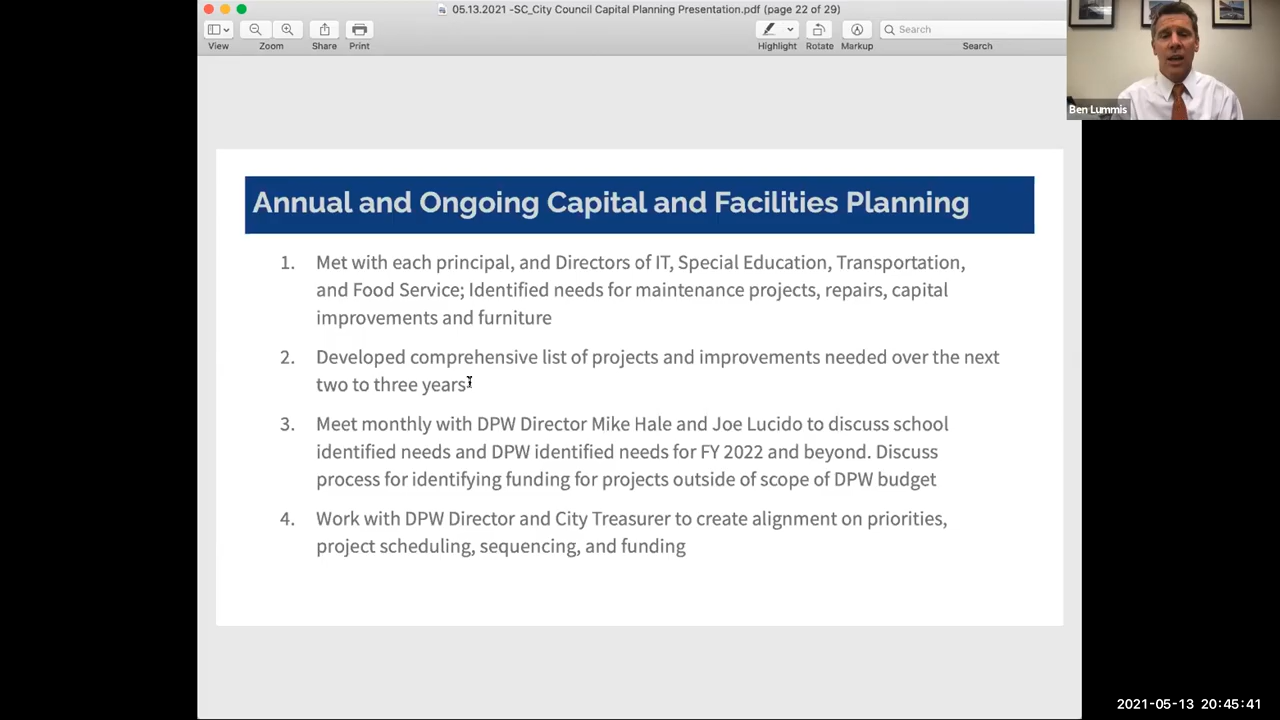 05.13.2021 -SC_City Council Capital Planning Presentation.pdf (page 22 of 29)
View
Zoom
Share
Print
Highlight
Rotate
Markup
Search
Search
Ben Lummis
Annual and Ongoing Capital and Facilities Planning
1. Met with each principal, and Directors of IT, Special Education, Transportation,
and Food Service; Identified needs for maintenance projects, repairs, capital
improvements and furniture
2. Developed comprehensive list of projects and improvements needed over the next
two to three years
3. Meet monthly with DPW Director Mike Hale and Joe Lucido to discuss school
identified needs and DPW identified needs for FY 2022 and beyond. Discuss
process for identifying funding for projects outside of scope of DPW budget
4. Work with DPW Director and City Treasurer to create alignment on priorities,
project scheduling, sequencing, and funding
2021-05-13 20:45:41